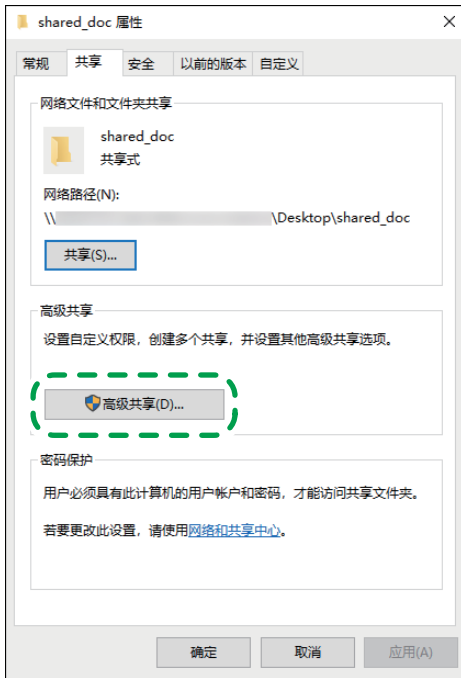 shared_doc 属性
常规 共享 安全 以前的版本 自定义
网络文件和文件夹共享
shared_doc
共享式
网络路径(N):
\\ \Desktop\shared_doc
共享(S)...
高级共享
设置自定义权限，创建多个共享，并设置其他高级共享选项。
高级共享(D)...
密码保护
用户必须具有此计算机的用户帐户和密码，才能访问共享文件夹。
若要更改此设置，请使用网络和共享中心。
确定 取消 应用(A)